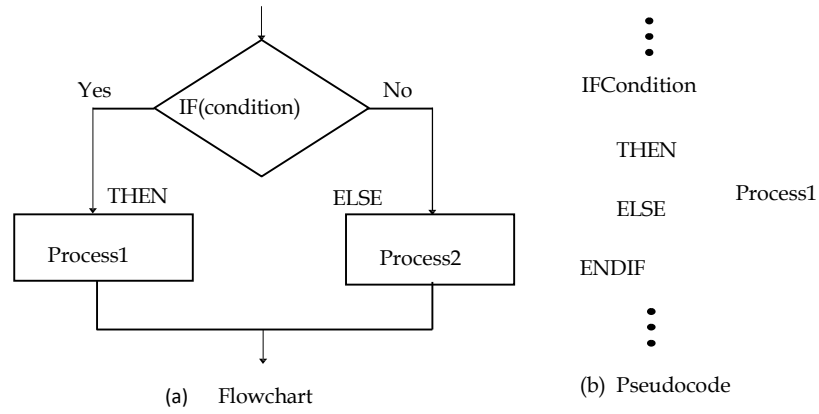 Yes
IF(condition)
No
THEN
ELSE
Process1
Process2
(a) Flowchart
IFCondition
THEN
Process1
ELSE
ENDIF
(b) Pseudocode